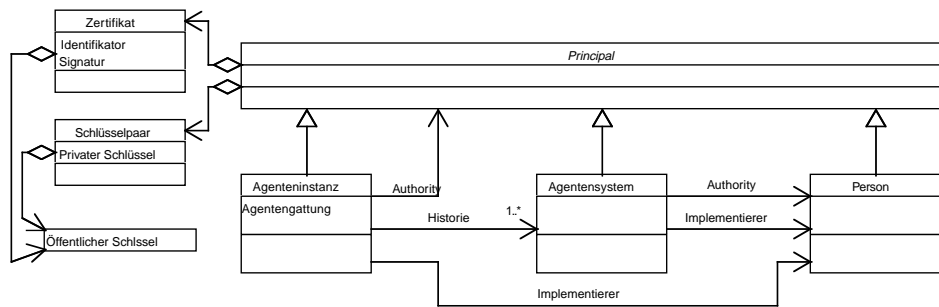 Zertifikat
Identifikator
Signatur
Principal
Schlüsselpaar
Privater Schlüssel
Öffentlicher Schlssel
Agenteninstanz
Agentengattung
Authority
Historie
1..*
Agentensystem
Authority
Implementierer
Person
Implementierer